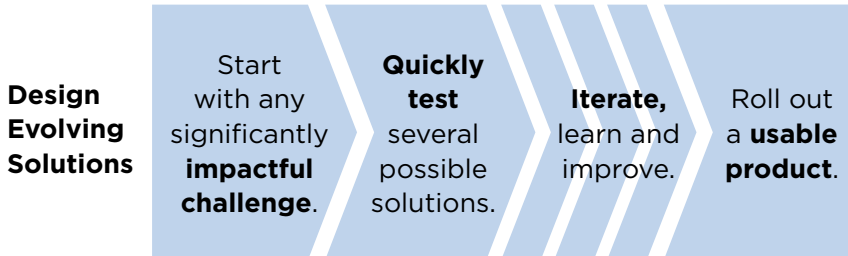 Design
Evolving
Solutions
Start
with any
significantly
impactful
challenge.
Quickly
test
several
possible
solutions.
Iterate,
learn and
improve.
Roll out
a usable
product.